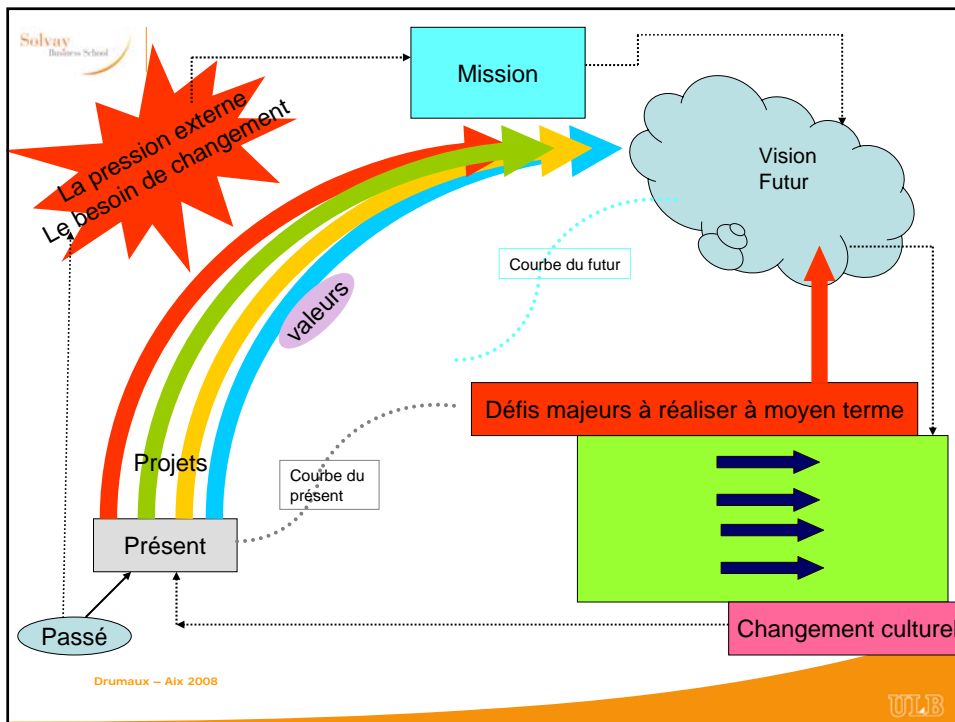 Solvay
Business School
Mission
La pression externe
Le besoin de changement
Vision
Futur
Courbe du futur
valeurs
Défis majeurs à réaliser à moyen terme
Projets
Courbe du
présent
Présent
Passé
Changement culturel
Drumaux – Aix 2008
ULB